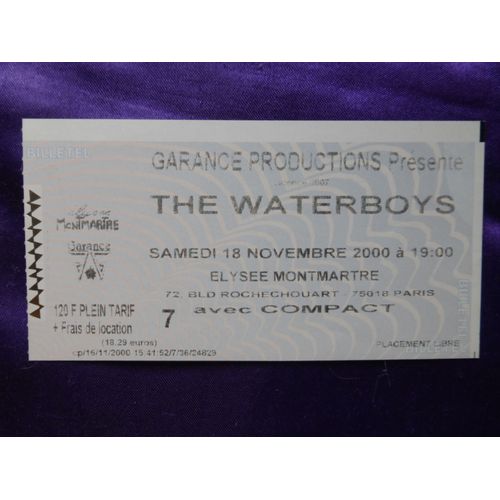 BILLETEL
GARANCE PRODUCTIONS Présente
THE WATERBOYS
MONTMARTRE
Garance
SAMEDI 18 NOVEMBRE 2000 à 19:00
ELYSEE MONTMARTRE
72, BLD ROCHECHOUART 75018 PARIS
120 F PLEIN TARIF
7 avec COMPACT
+ Frais de location
(18.29 euros)
cp/16/11/2000 15:41:52/7/36/24829
PLACEMENT LIBRE
BILLETEL
BILLETEL